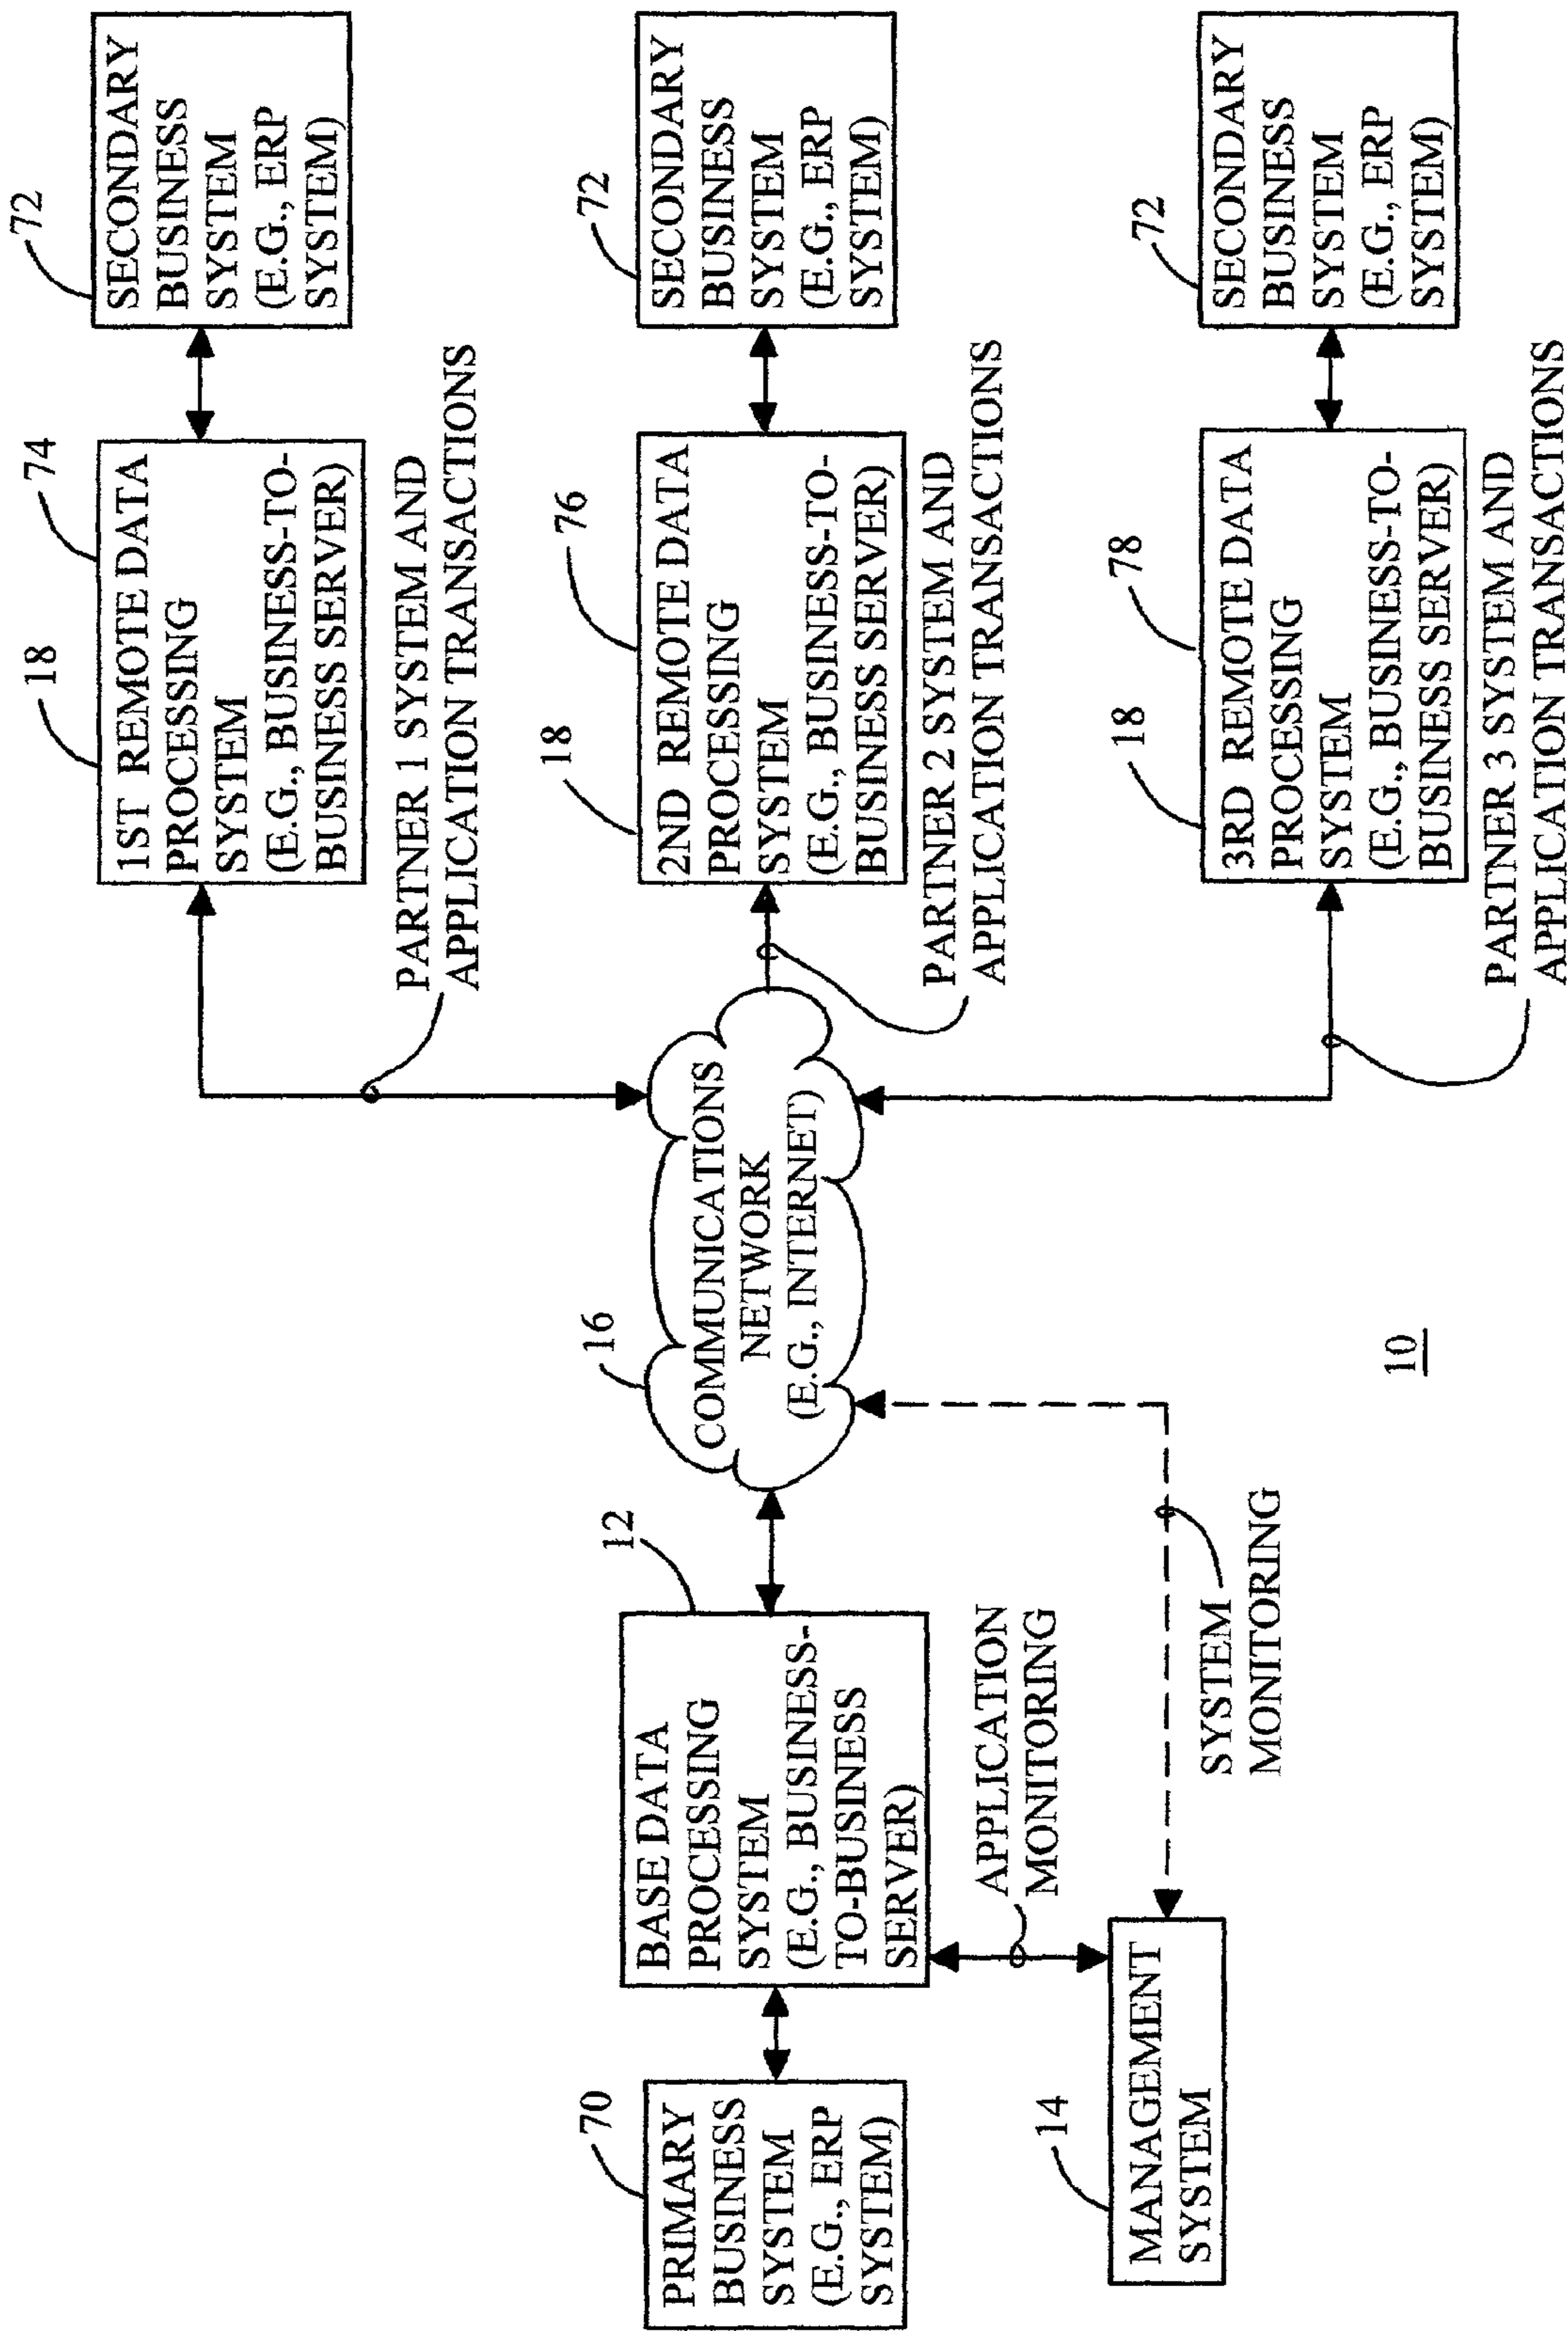 72
SECONDARY
BUSINESS
SYSTEM
(E.G., ERP
SYSTEM)
18
74
1ST REMOTE DATA
PROCESSING
SYSTEM
(E.G., BUSINESS-TO-
BUSINESS SERVER)
PARTNER 1 SYSTEM AND
APPLICATION TRANSACTIONS
72
SECONDARY
BUSINESS
SYSTEM
(E.G., ERP
SYSTEM)
18
76
2ND REMOTE DATA
PROCESSING
SYSTEM
(E.G., BUSINESS-TO-
BUSINESS SERVER)
PARTNER 2 SYSTEM AND
APPLICATION TRANSACTIONS
72
SECONDARY
BUSINESS
SYSTEM
(E.G., ERP
SYSTEM)
18
78
3RD REMOTE DATA
PROCESSING
SYSTEM
(E.G., BUSINESS-TO-
BUSINESS SERVER)
PARTNER 3 SYSTEM AND
APPLICATION TRANSACTIONS
16
COMMUNICATIONS
NETWORK
(E.G., INTERNET)
12
BASE DATA
PROCESSING
SYSTEM
(E.G., BUSINESS-
TO-BUSINESS
SERVER)
70
PRIMARY
BUSINESS
SYSTEM
(E.G., ERP
SYSTEM)
APPLICATION
MONITORING
14
MANAGEMENT
SYSTEM
SYSTEM
MONITORING
10